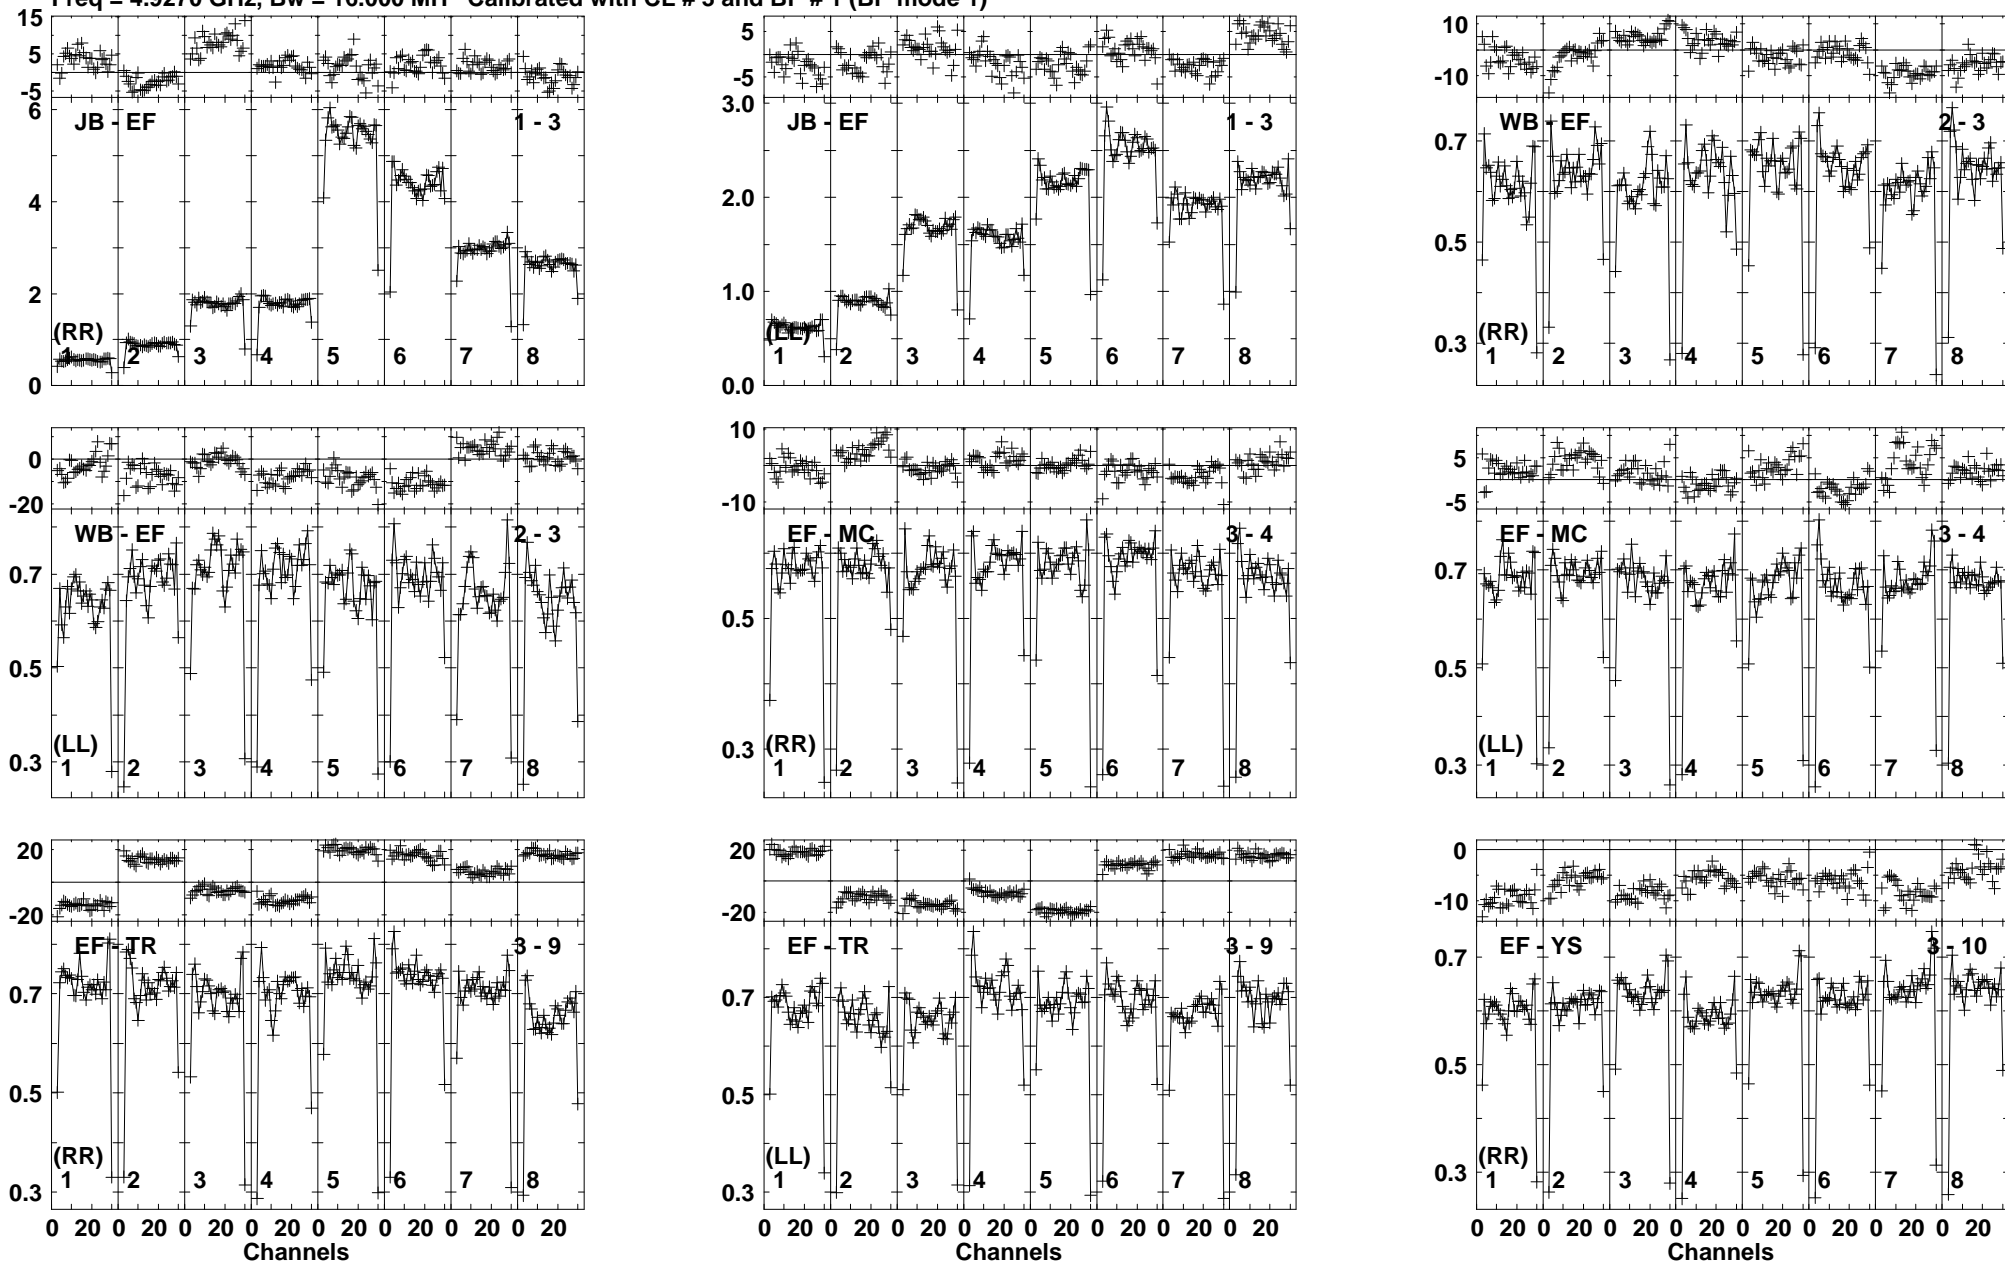 Freq = 4.9270 GHz, Bw = 16.000 MH Calibrated with CL # 3 and BP # 1 (BP mode 1)
15 5 -5
5 -5
10 0 -10
JB - EF 1 - 3
6 4 2 0
(RR)
1 2 3 4 5 6 7 8
JB - EF 1 - 3
3.0 2.0 1.0 0.0
(LL)
1 2 3 4 5 6 7 8
WB - EF 2 - 3
0.7 0.5 0.3
(RR)
1 2 3 4 5 6 7 8
0 -20
10 -10
5 -5
WB - EF 2 - 3
0.7 0.5 0.3
(LL)
1 2 3 4 5 6 7 8
EF - MC 3 - 4
0.5 0.3
(RR)
1 2 3 4 5 6 7 8
EF - MC 3 - 4
0.7 0.5 0.3
(LL)
1 2 3 4 5 6 7 8
20 -20
20 -20
0 -10
EF - TR 3 - 9
0.7 0.5 0.3
(RR)
1 2 3 4 5 6 7 8
EF - TR 3 - 9
0.7 0.5 0.3
(LL)
1 2 3 4 5 6 7 8
EF - YS 3 - 10
0.7 0.5 0.3
(RR)
1 2 3 4 5 6 7 8
0 20 0 20 0 20 0 20 0 20 0 20 0 20 0 20
Channels
0 20 0 20 0 20 0 20 0 20 0 20 0 20 0 20
Channels
0 20 0 20 0 20 0 20 0 20 0 20 0 20 0 20
Channels